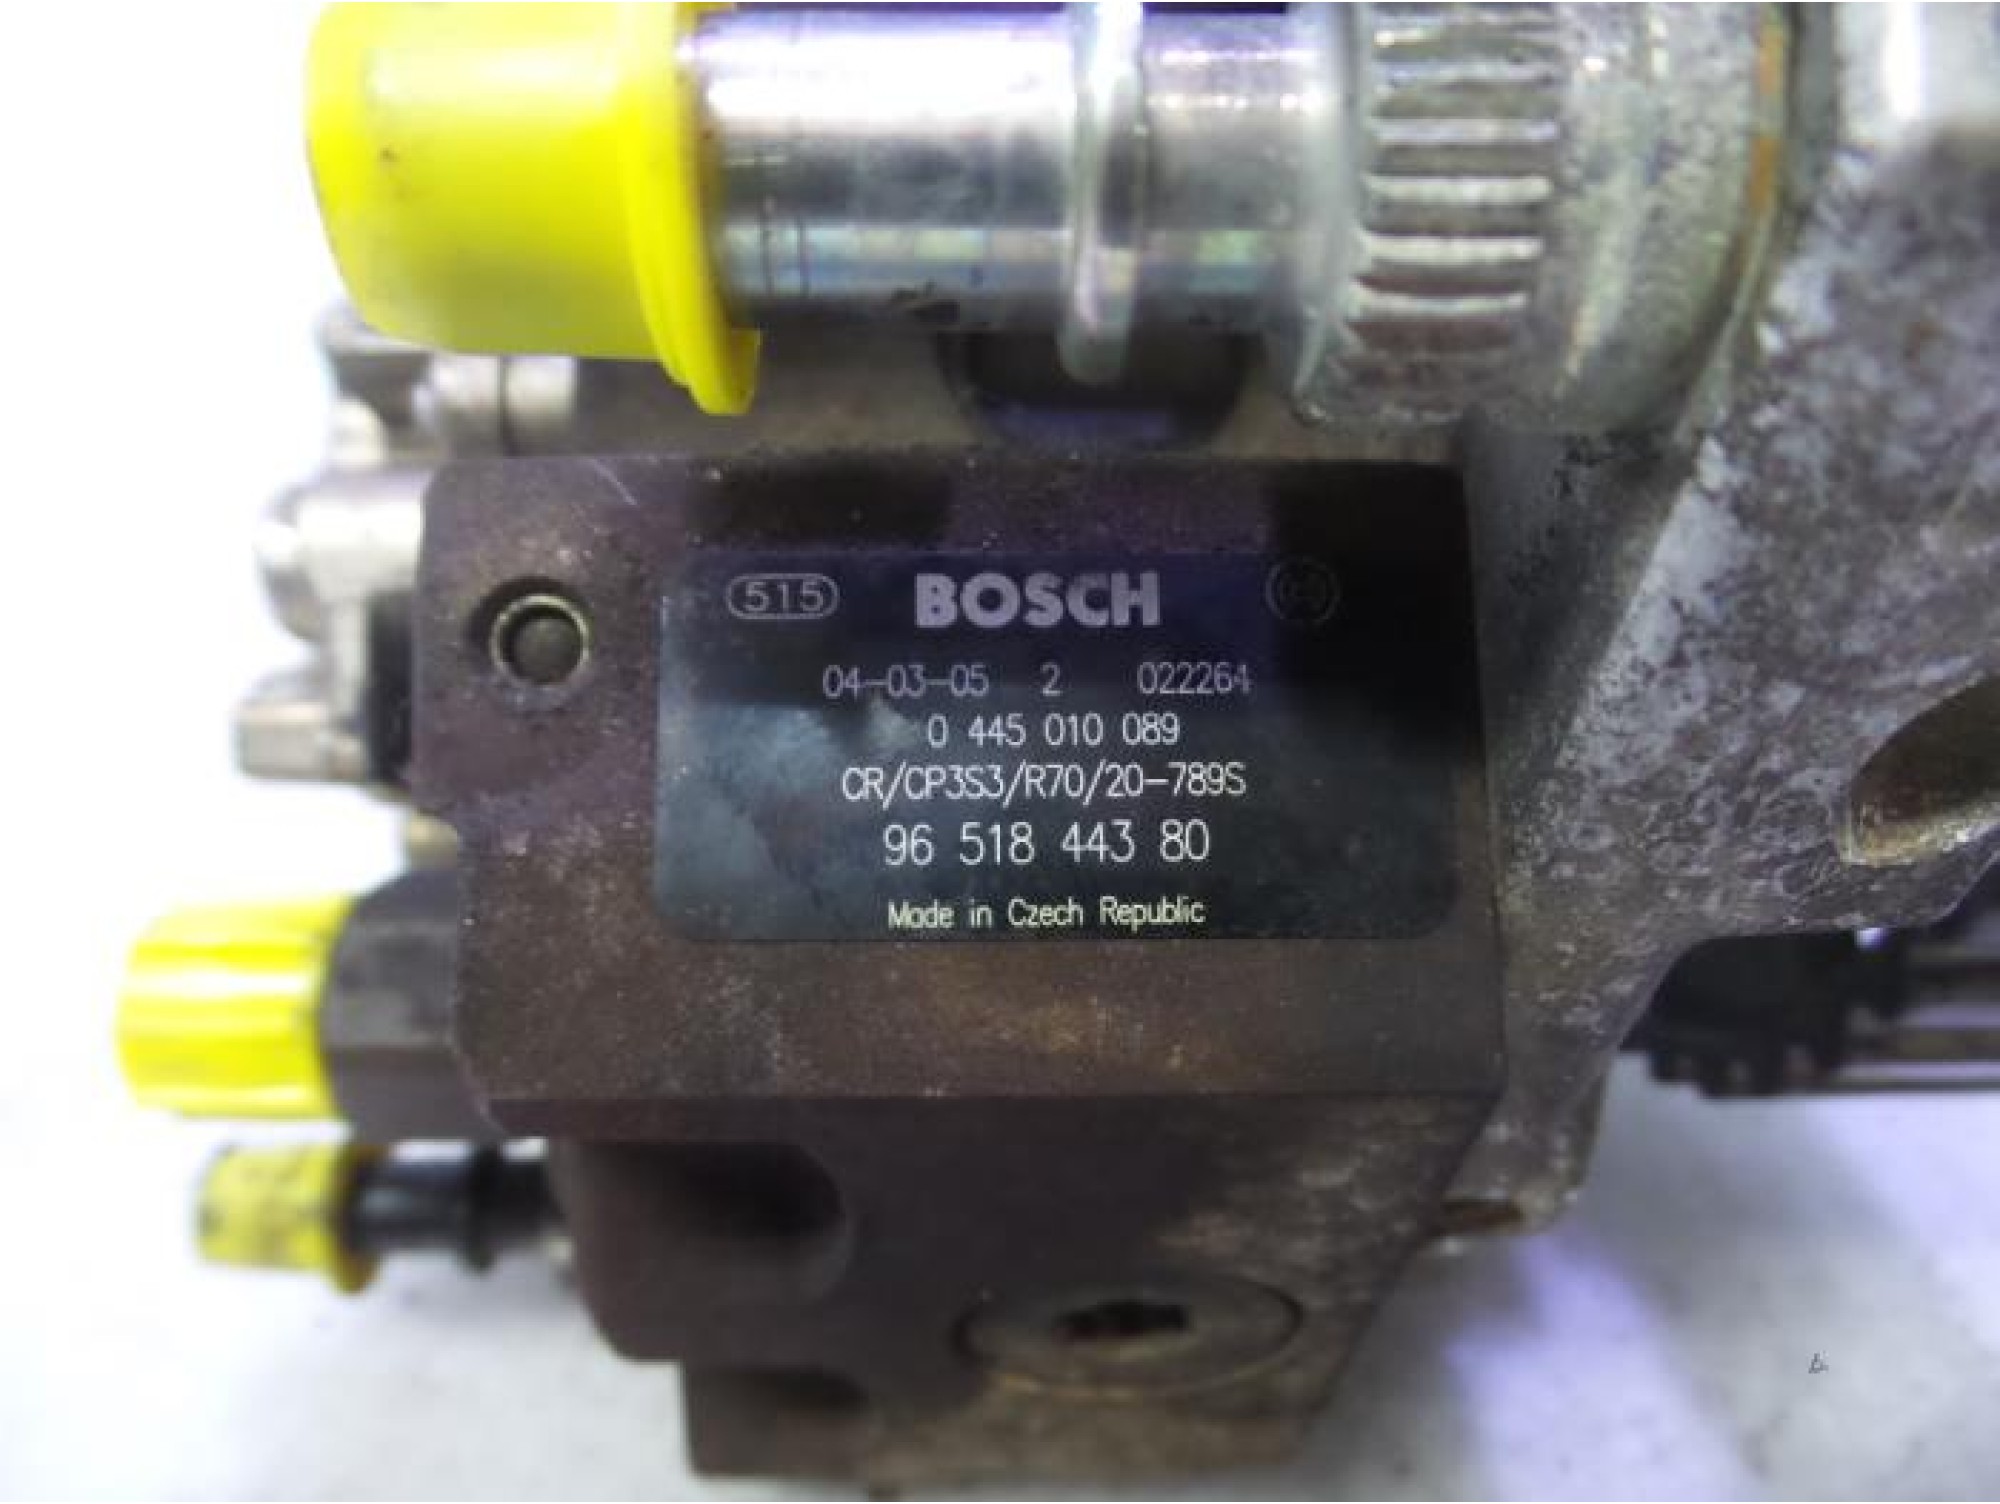 515 BOSCH
04-03-05 2 022264
0 445 010 089
CR/CP3S3/R70/20-789S
96 518 443 80
Made in Czech Republic